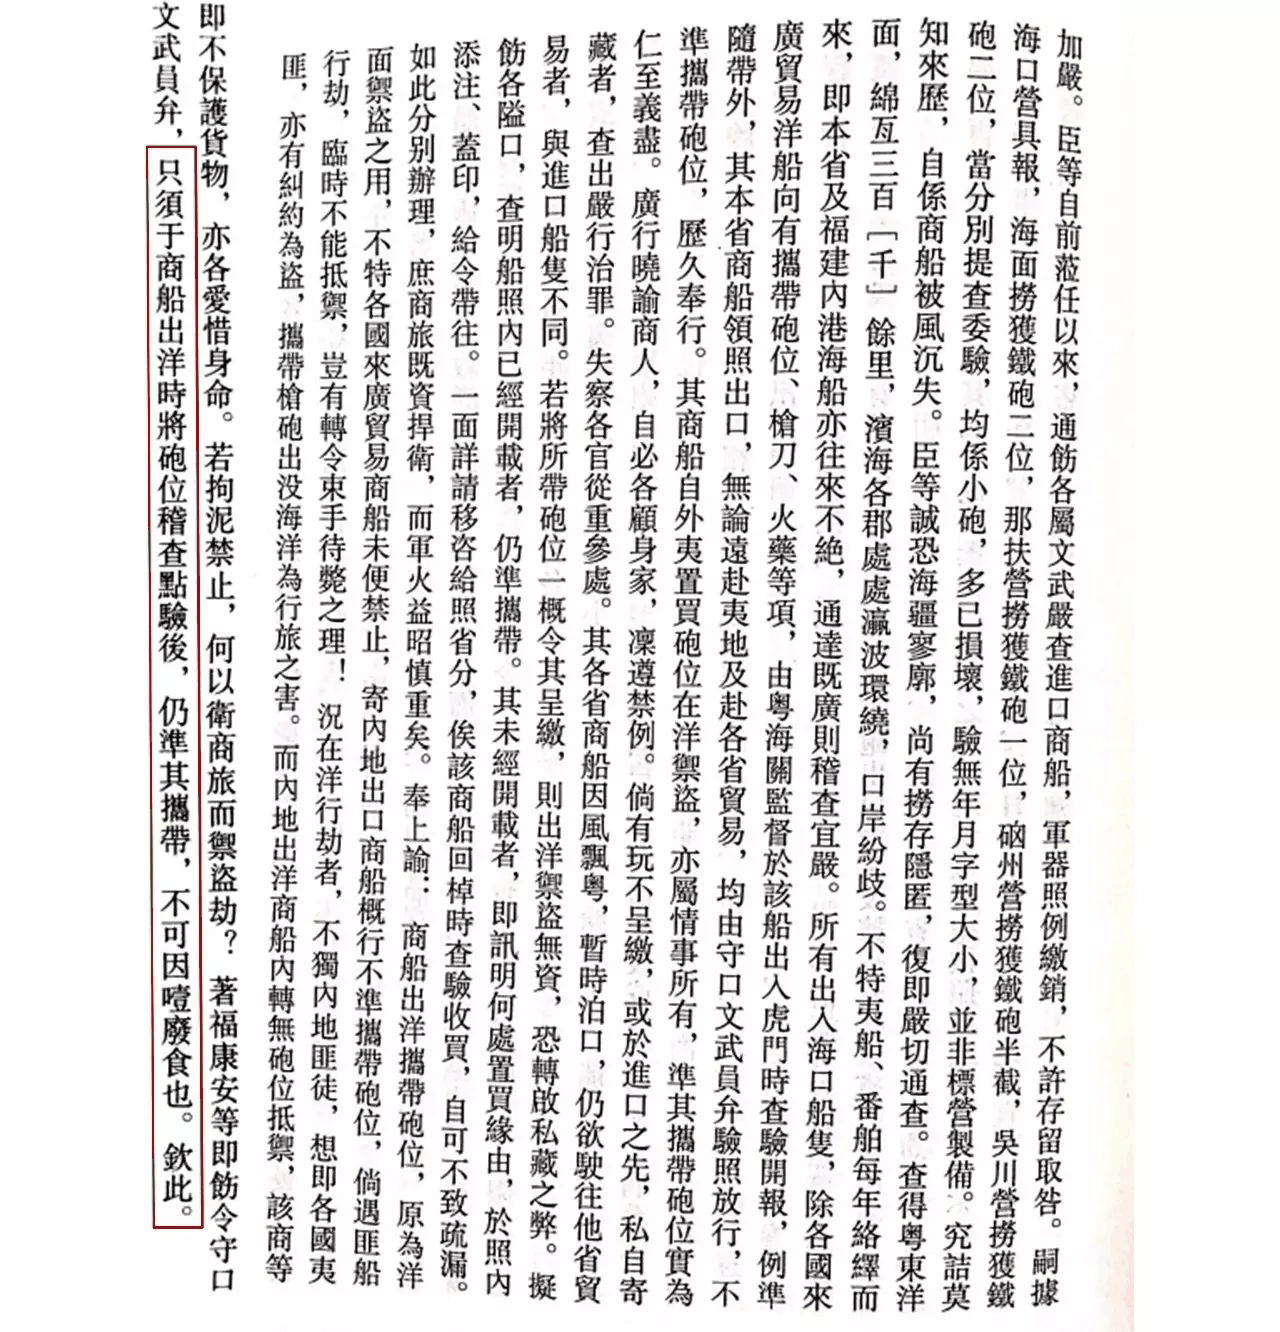 加嚴。臣等自前蒞任以來，通飭各屬文武嚴查進口商船，軍器照例繳銷，不許存留取咎。嗣據
海口營具報，海面撈獲鐵砲二位，那扶營撈獲鐵砲一位，硇州營撈獲鐵砲半截，吳川營撈獲鐵
砲二位，當分別提查委驗，均係小砲，多已損壞，驗無年月字型大小，並非標營製備。究詰莫
知來歷，自係商船被風沉失。臣等誠恐海疆寥廓，尚有撈存隱匿，復即嚴切通查。查得粵東洋
面，綿亙三百［千］餘里，濱海各郡處處瀛波環繞，口岸紛歧。不特夷船、番舶每年絡繹而
來，即本省及福建內港海船亦往來不絕，通達既廣則稽查宜嚴。所有出入海口船隻，除各國來
廣貿易洋船向有攜帶砲位、槍刀、火藥等項，由粵海關監督於該船出入虎門時查驗開報，例準
隨帶外，其本省商船領照出口，無論遠赴夷地及赴各省貿易，均由守口文武員弁驗照放行，不
準攜帶砲位，歷久奉行。其商船自外夷置買砲位在洋禦盜，亦屬情事所有，準其攜帶砲位實為
仁至義盡。廣行曉諭商人，自必各顧身家，凜遵禁例。倘有玩不呈繳，或於進口之先，私自寄
藏者，查出嚴行治罪。失察各官從重參處。其各省商船因風飄粵，暫時泊口，仍欲駛往他省貿
易者，與進口船隻不同。若將所帶砲位一概令其呈繳，則出洋禦盜無資，恐轉啟私藏之弊。擬
飭各隘口，查明船照內已經開載者，仍準攜帶。其未經開載者，即訊明何處置買緣由，於照內
添注、蓋印，給令帶往。一面詳請移咨給照省分，俟該商船回棹時查驗收買，自可不致疏漏。
如此分別辦理，庶商旅既資捍衛，而軍火益昭慎重矣。奉上諭：商船出洋攜帶砲位，原為洋
面禦盜之用，不特各國來廣貿易商船未便禁止，寄內地出口商船概行不準攜帶砲位，倘遇匪船
行劫，臨時不能抵禦，豈有轉令束手待斃之理！況在洋行劫者，不獨內地匪徒，想即各國夷
匪，亦有糾約為盜，攜帶槍砲出沒海洋為行旅之害。而內地出洋商船內轉無砲位抵禦，該商等
即不保護貨物，亦各愛惜身命。若拘泥禁止，何以衛商旅而禦盜劫？著福康安等即飭令守口
文武員弁，只須于商船出洋時將砲位稽查點驗後，仍準其攜帶，不可因噎廢食也。欽此。